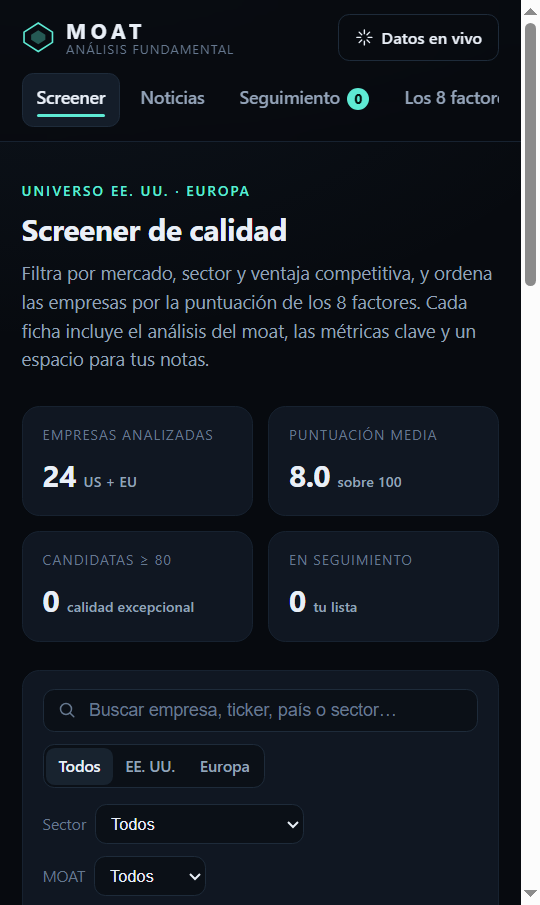 MOAT
ANÁLISIS FUNDAMENTAL
Datos en vivo
Screener
Noticias
Seguimiento 0
Los 8 factor
UNIVERSO EE. UU. · EUROPA
Screener de calidad
Filtra por mercado, sector y ventaja competitiva, y ordena
las empresas por la puntuación de los 8 factores. Cada
ficha incluye el análisis del moat, las métricas clave y un
espacio para tus notas.
EMPRESAS ANALIZADAS
24 US + EU
PUNTUACIÓN MEDIA
8.0 sobre 100
CANDIDATAS ≥ 80
0 calidad excepcional
EN SEGUIMIENTO
0 tu lista
Buscar empresa, ticker, país o sector…
Todos
EE. UU.
Europa
Sector
Todos
MOAT
Todos